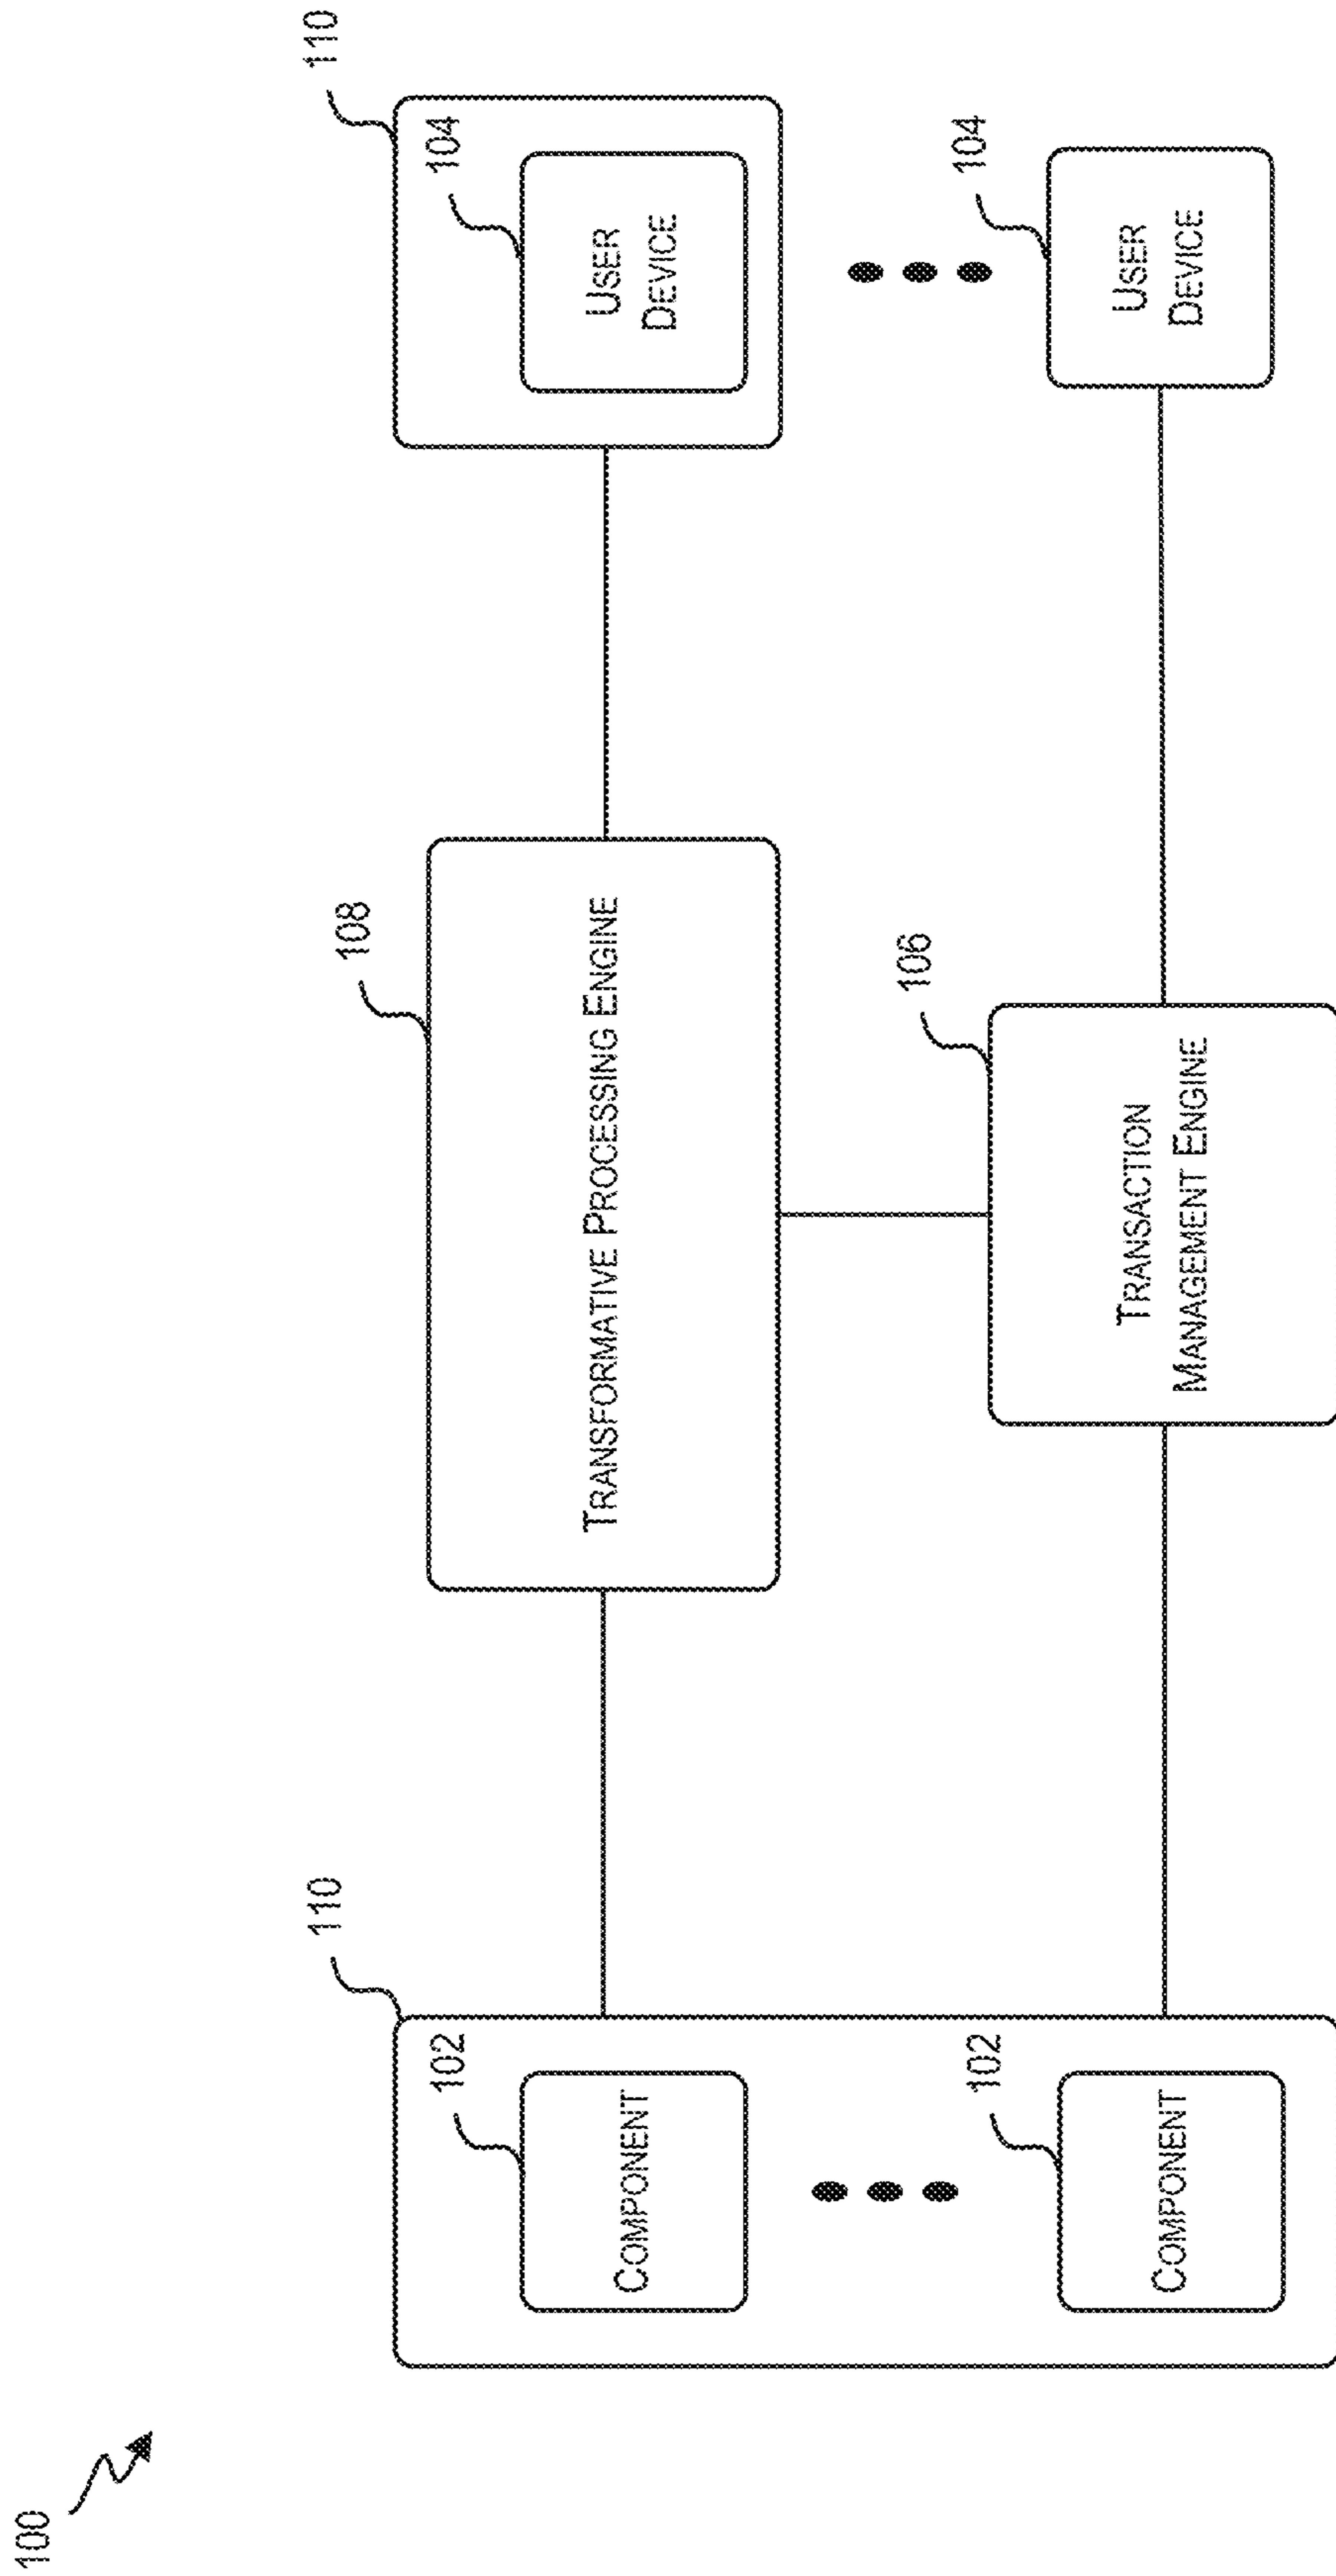 100
110
102
COMPONENT
102
COMPONENT
108
TRANSFORMATIVE PROCESSING ENGINE
106
TRANSACTION
MANAGEMENT ENGINE
110
104
USER
DEVICE
104
USER
DEVICE